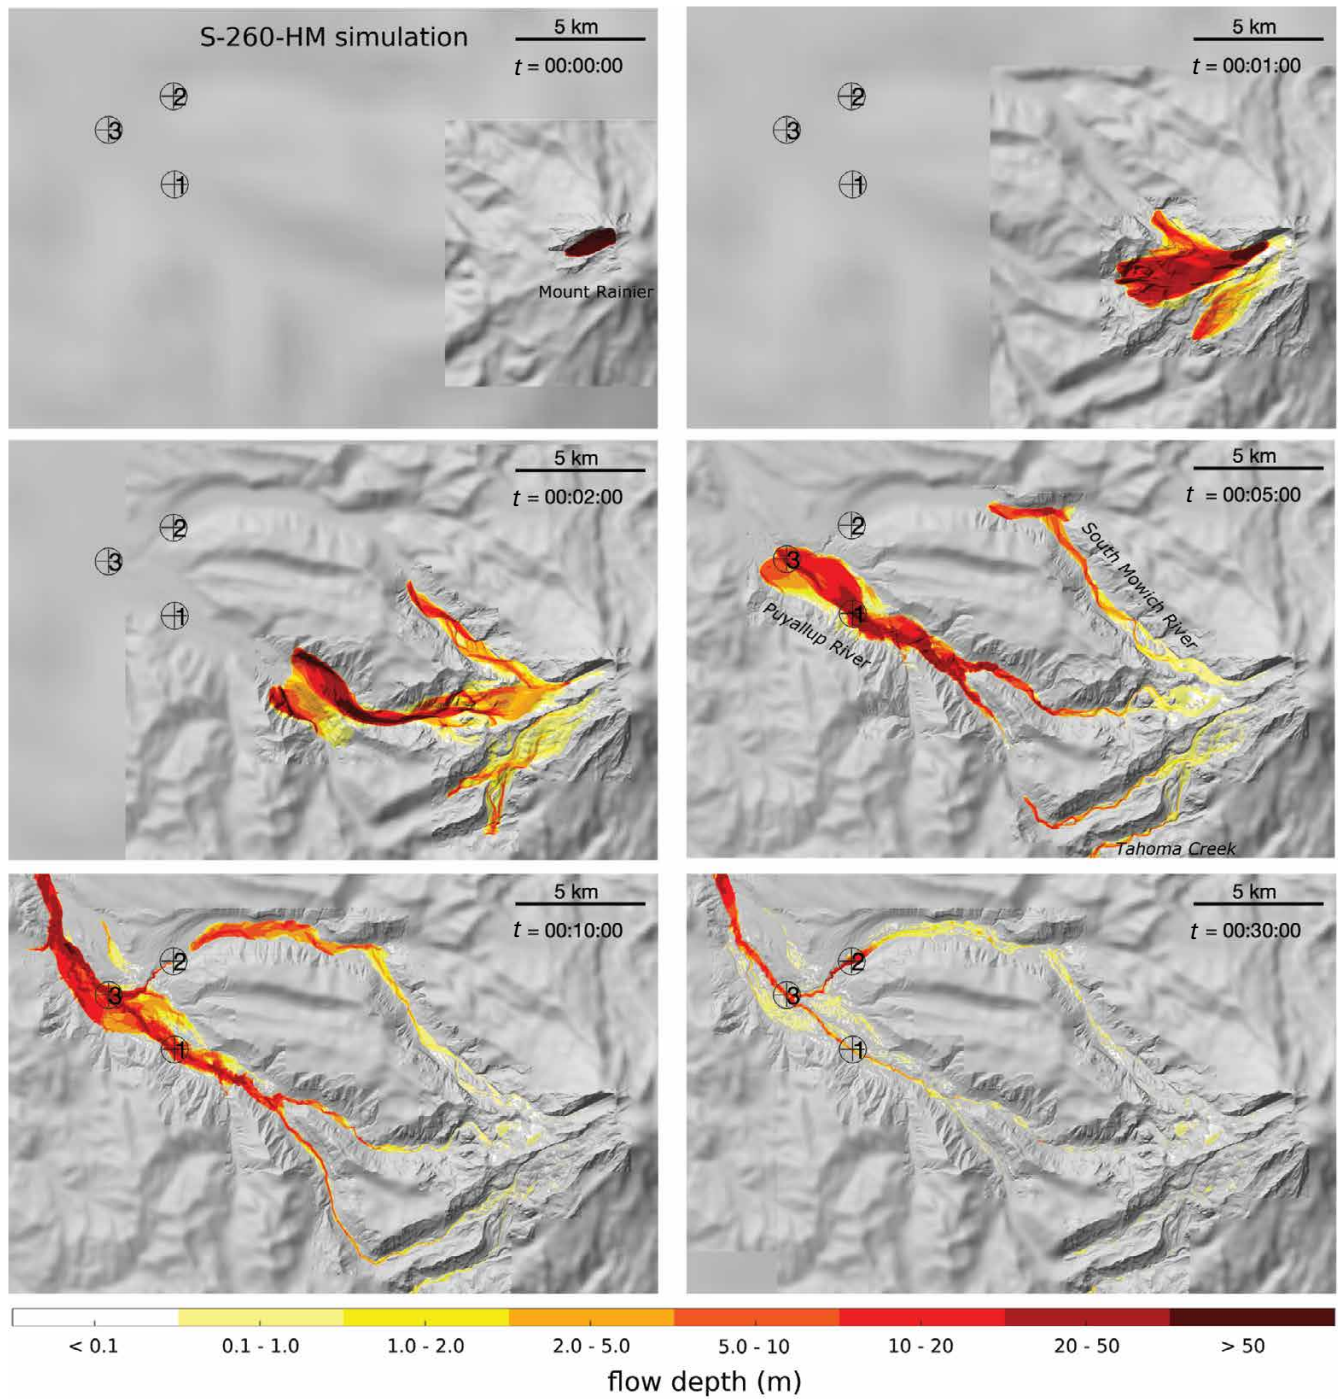 S-260-HM simulation
5 km
t = 00:00:00
2
3
1
Mount Rainier
5 km
t = 00:01:00
2
3
1
5 km
t = 00:02:00
2
3
1
5 km
t = 00:05:00
2
3
1
South Mowich River
Puyallup River
Tahoma Creek
5 km
t = 00:10:00
2
3
1
5 km
t = 00:30:00
2
3
1
< 0.1
0.1 - 1.0
1.0 - 2.0
2.0 - 5.0
5.0 - 10
10 - 20
20 - 50
> 50
flow depth (m)